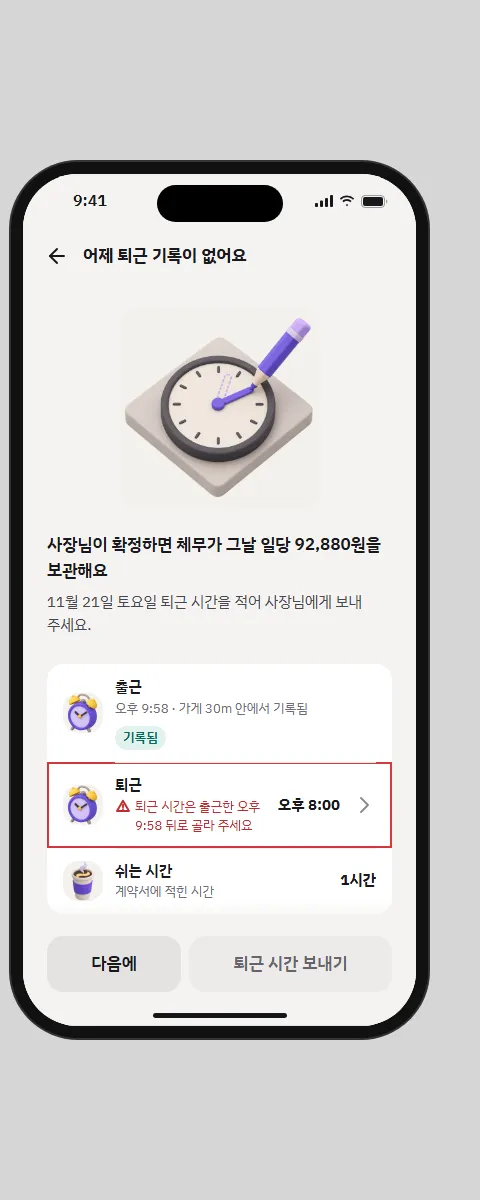 9:41
어제 퇴근 기록이 없어요
사장님이 확정하면 체무가 그날 일당 92,880원을
보관해요
11월 21일 토요일 퇴근 시간을 적어 사장님에게 보내
주세요.
출근
오후 9:58 · 가게 30m 안에서 기록됨
기록됨
퇴근
퇴근 시간은 출근한 오후
9:58 뒤로 골라 주세요
오후 8:00
쉬는 시간
계약서에 적힌 시간
1시간
다음에
퇴근 시간 보내기